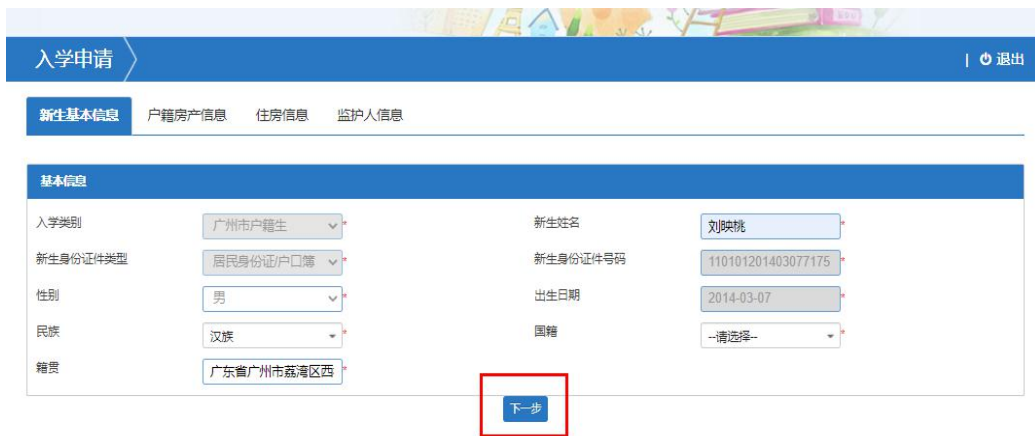 入学申请
退出
新生基本信息 户籍房产信息 住房信息 监护人信息
基本信息
入学类别 广州市户籍生 * 新生姓名 刘映桃 *
新生身份证件类型 居民身份证/户口簿 * 新生身份证件号码 110101201403077175 *
性别 男 * 出生日期 2014-03-07 *
民族 汉族 * 国籍 --请选择-- *
籍贯 广东省广州市荔湾区西 *
下一步